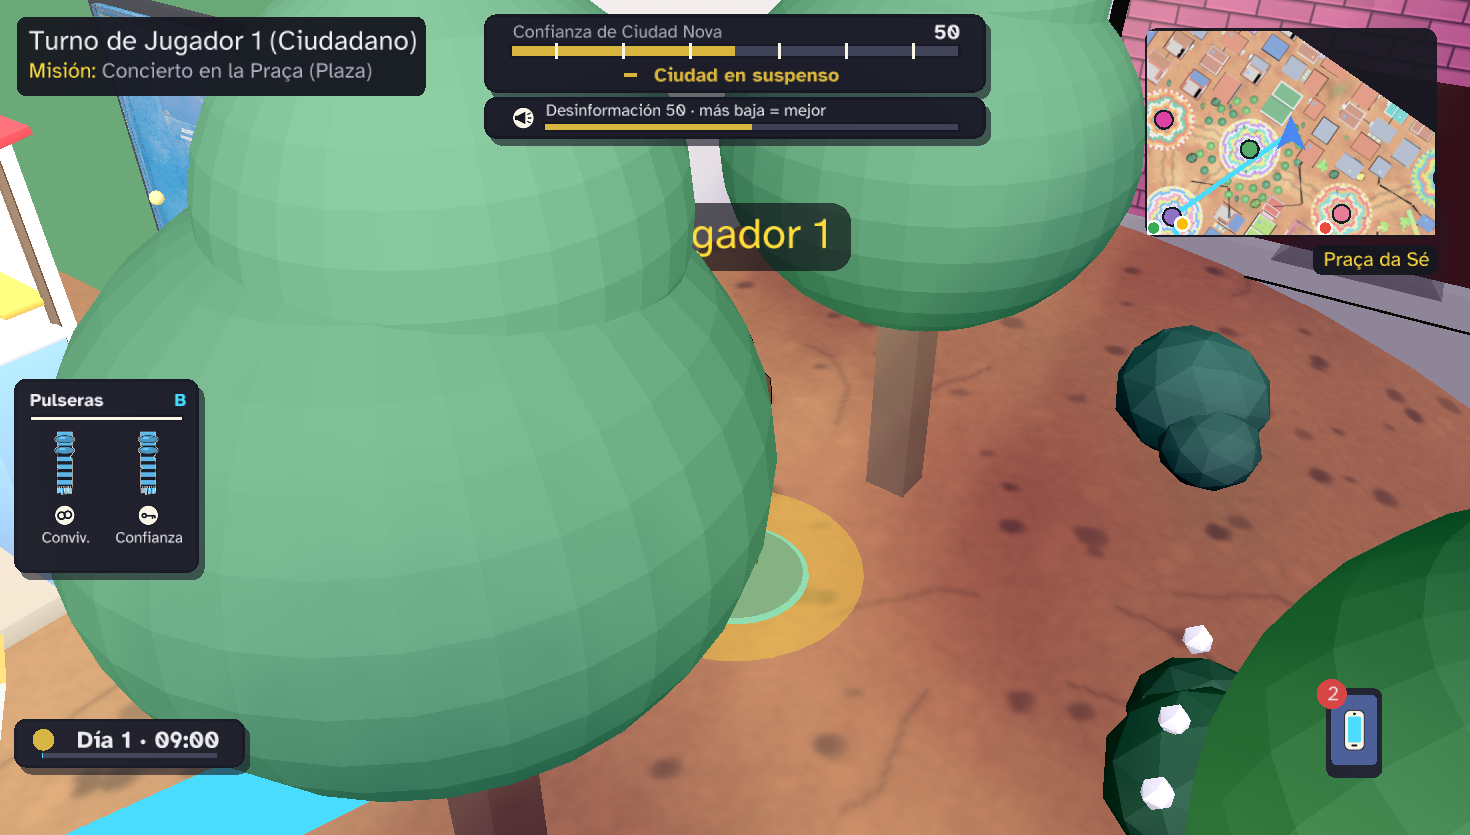 Turno de Jugador 1 (Ciudadano)
Misión: Concierto en la Praça (Plaza)
Confianza de Ciudad Nova 50
Ciudad en suspenso
Desinformación 50 · más baja = mejor
gador 1
Praça da Sé
Pulseras B
Conviv. Confianza
2
Día 1 · 09:00